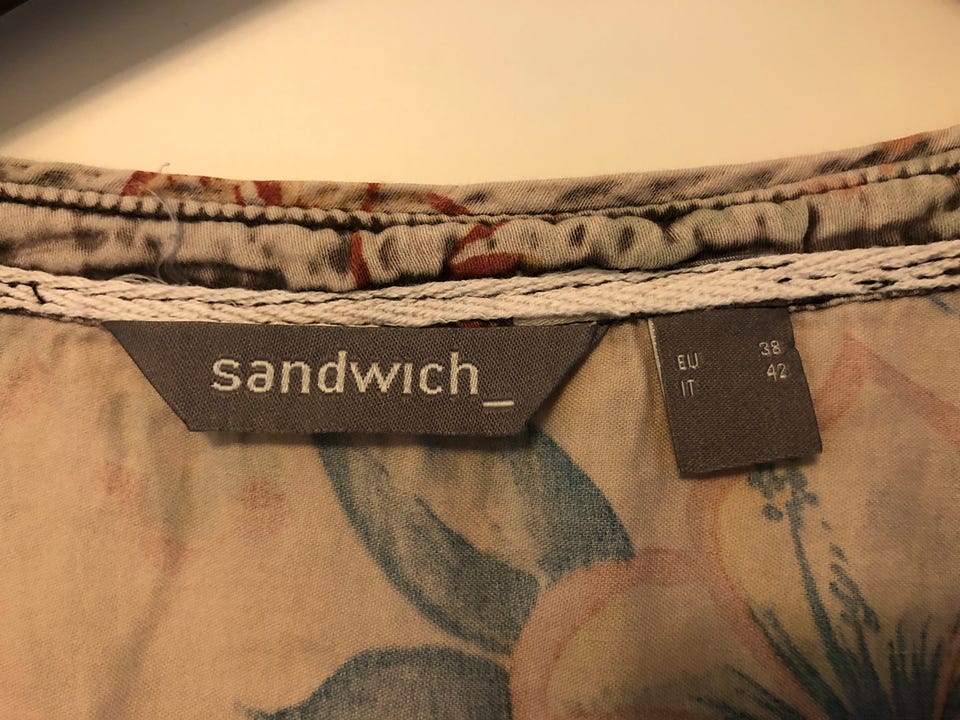 sandwich_
EU 38
IT 42